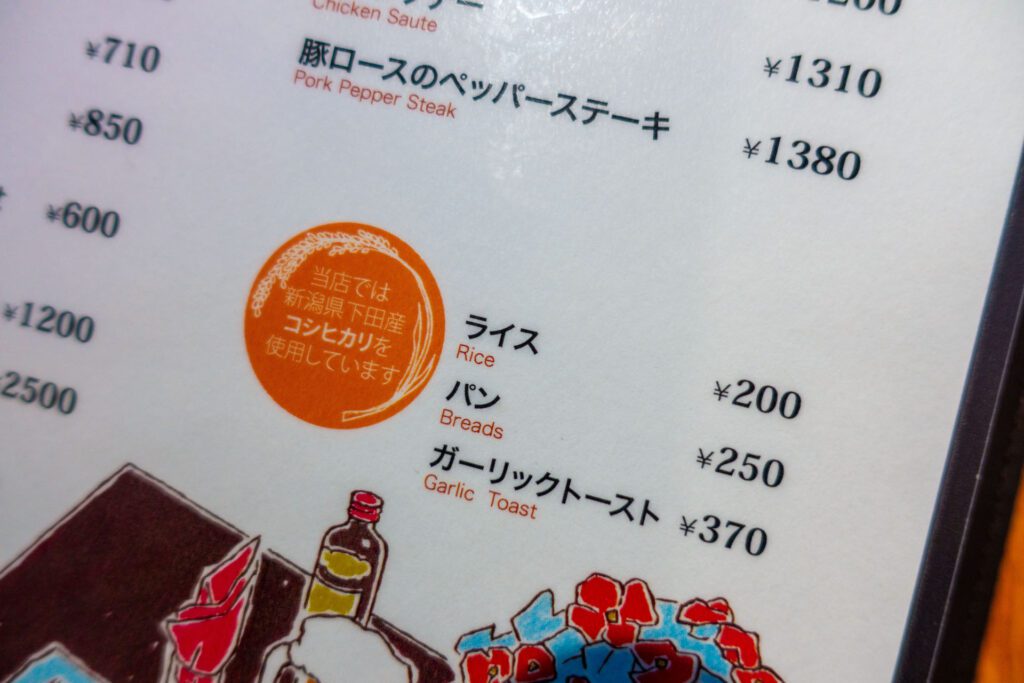 Chicken Saute
¥710
豚ロースのペッパーステーキ
Pork Pepper Steak
¥1310
¥850
¥1380
¥600
当店では
新潟県下田産
コシヒカリを
使用しています
¥1200
ライス
Rice
¥200
¥2500
パン
Breads
¥250
ガーリックトースト
Garlic Toast
¥370